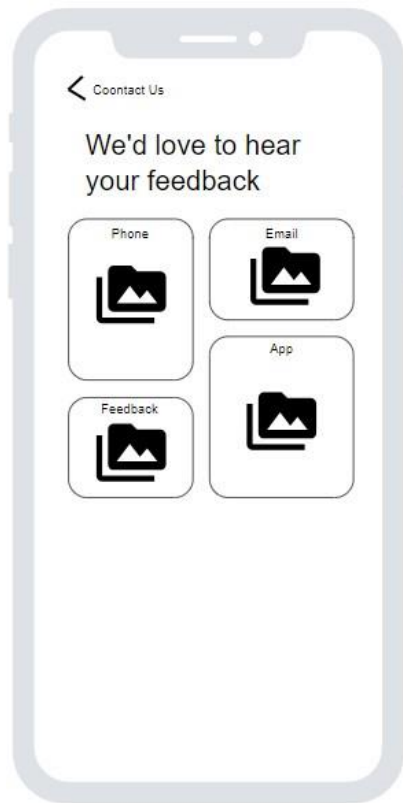 Coontact Us
We'd love to hear
your feedback
Phone
Email
App
Feedback